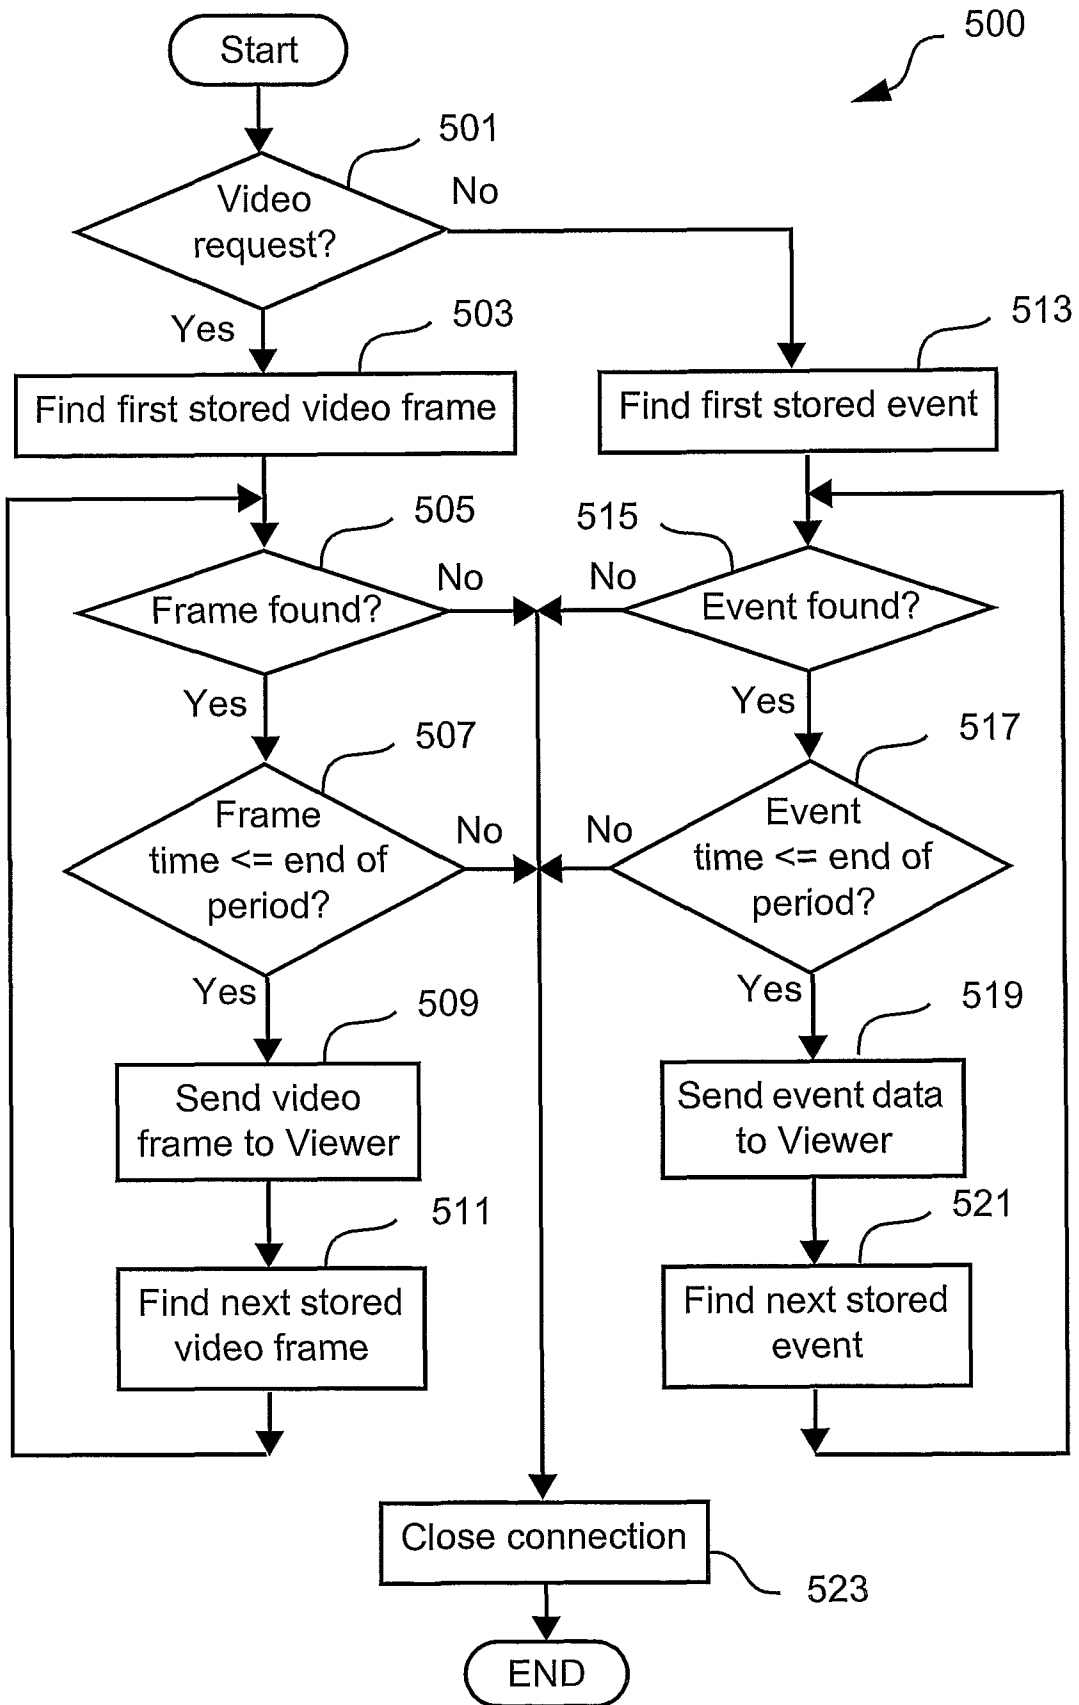 Start
500
501
Video
request?
No
Yes
503
513
Find first stored video frame
Find first stored event
505
515
No
No
Frame found?
Event found?
Yes
Yes
507
517
Frame
time <= end of
period?
No
No
Event
time <= end of
period?
Yes
Yes
509
519
Send video
frame to Viewer
Send event data
to Viewer
511
521
Find next stored
video frame
Find next stored
event
Close connection
523
END